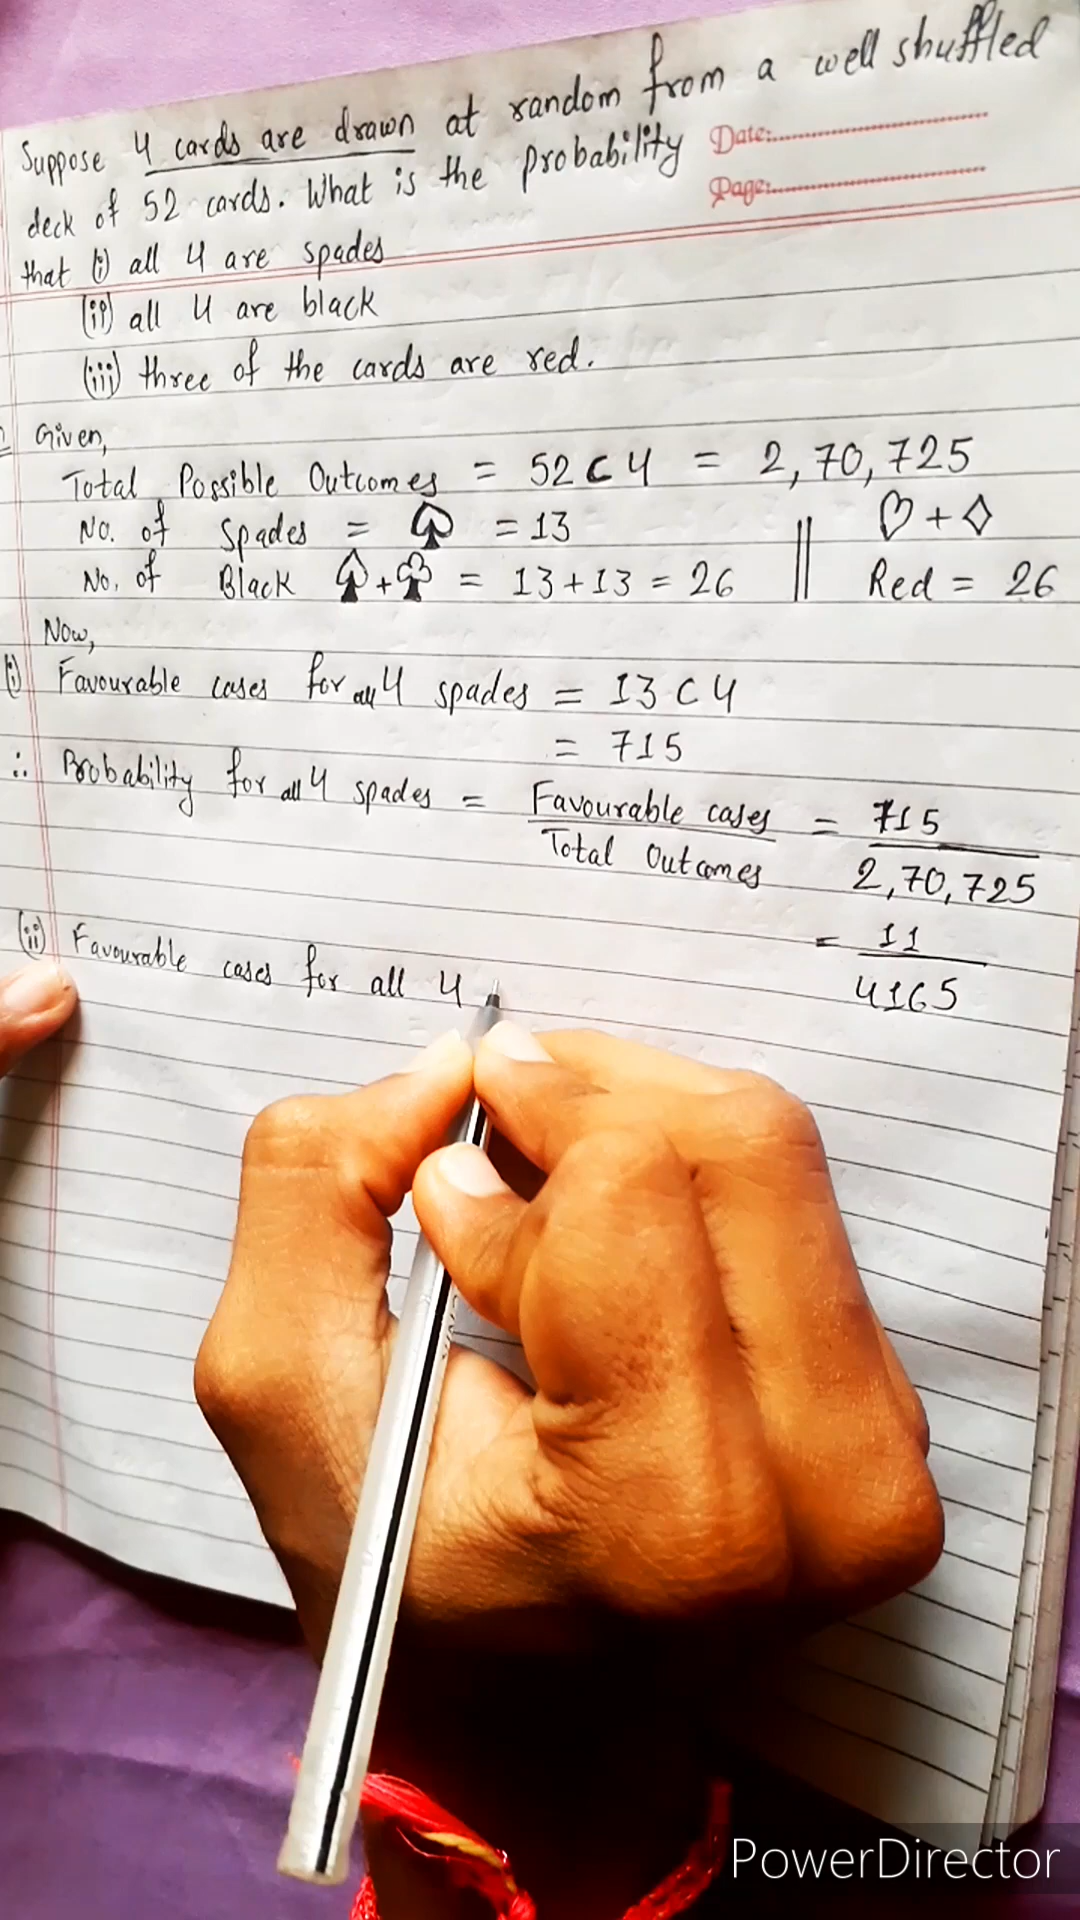 Suppose 4 cards are drawn at random from a well shuffled
deck of 52 cards. What is the probability
Date:
Page:
that (i) all 4 are spades
(ii) all 4 are black
(iii) three of the cards are red.
Given,
Total Possible Outcomes = 52C4 = 2,70,725
No. of Spades = ♠ = 13
♡ + ♢
No. of Black ♠ + ♣ = 13+13 = 26 || Red = 26
Now,
(i) Favourable cases for all 4 spades = 13C4
= 715
∴ Probability for all 4 spades = Favourable cases = 715
Total Outcomes 2,70,725
= 11
4165
(ii) Favourable cases for all 4
PowerDirector